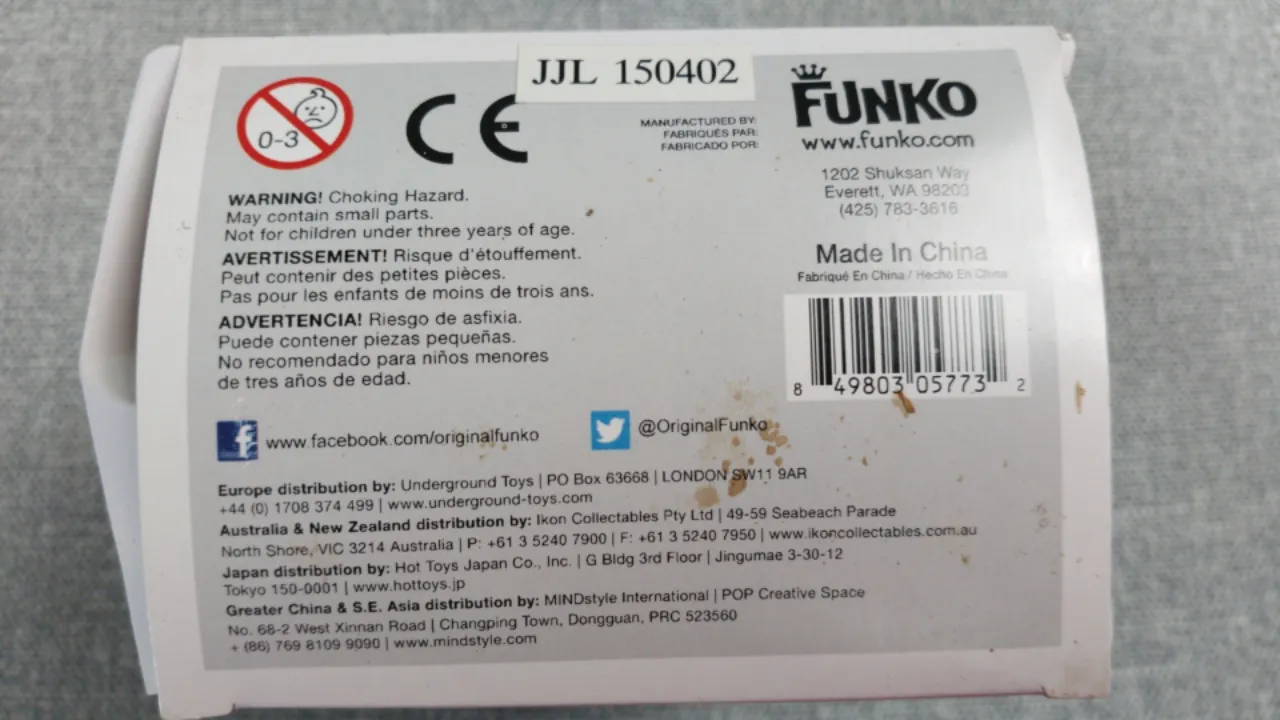 JJL 150402
0-3
CE
MANUFACTURED BY:
FABRIQUÉS PAR:
FABRICADO POR:
FUNKO
www.funko.com
1202 Shuksan Way
Everett, WA 98203
(425) 783-3616
Made In China
Fabriqué En China / Hecho En China
8 49803 05773 2
WARNING! Choking Hazard.
May contain small parts.
Not for children under three years of age.
AVERTISSEMENT! Risque d'étouffement.
Peut contenir des petites pièces.
Pas pour les enfants de moins de trois ans.
ADVERTENCIA! Riesgo de asfixia.
Puede contener piezas pequeñas.
No recomendado para niños menores
de tres años de edad.
f www.facebook.com/originalfunko
@OriginalFunko
Europe distribution by: Underground Toys | PO Box 63668 | LONDON SW11 9AR
+44 (0) 1708 374 499 | www.underground-toys.com
Australia & New Zealand distribution by: Ikon Collectables Pty Ltd | 49-59 Seabeach Parade
North Shore, VIC 3214 Australia | P: +61 3 5240 7900 | F: +61 3 5240 7950 | www.ikoncollectables.com.au
Japan distribution by: Hot Toys Japan Co., Inc. | G Bldg 3rd Floor | Jingumae 3-30-12
Tokyo 150-0001 | www.hottoys.jp
Greater China & S.E. Asia distribution by: MINDstyle International | POP Creative Space
No. 68-2 West Xinnan Road | Changping Town, Dongguan, PRC 523560
+ (86) 769 8109 9090 | www.mindstyle.com